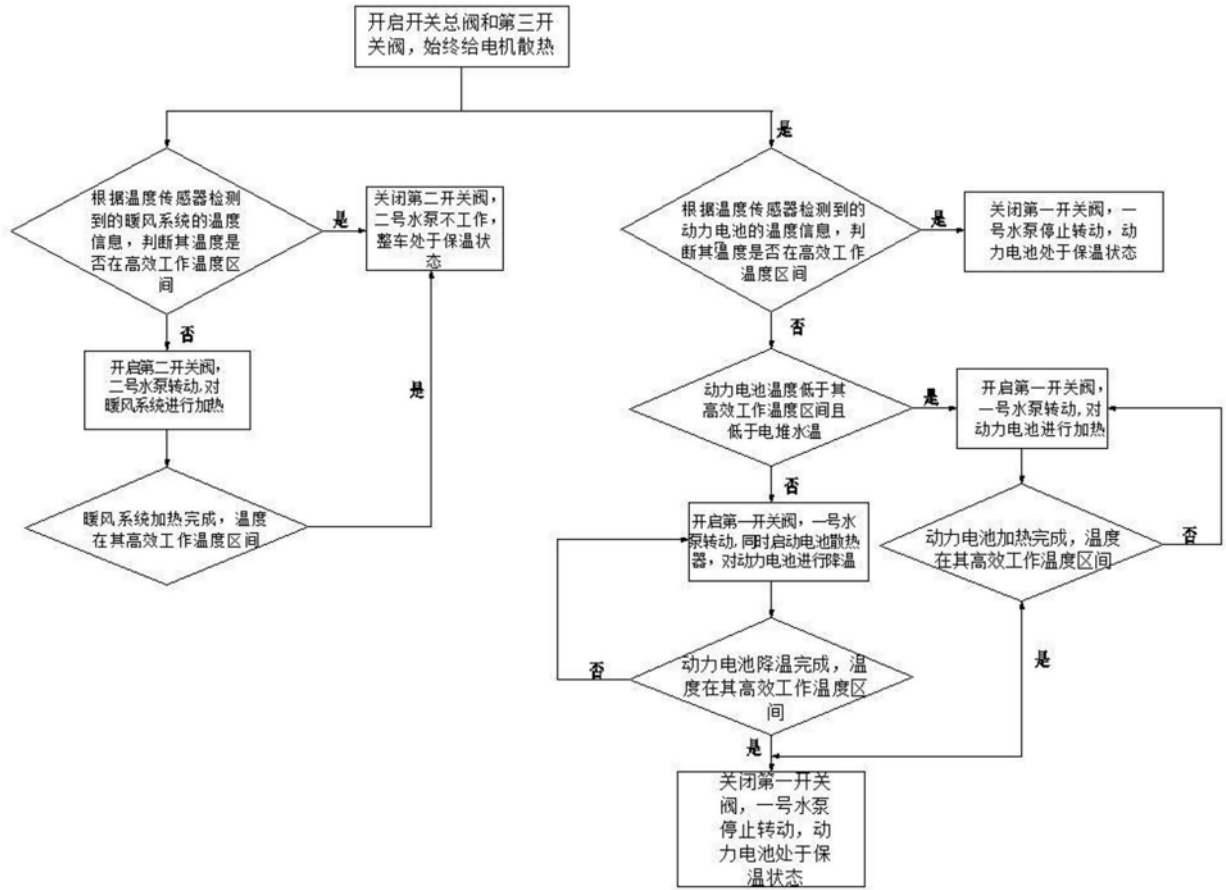 开启开关总阀和第三开
关阀，始终给电机散热
是
根据温度传感器检测
到的暖风系统的温度
信息，判断其温度是
否在高效工作温度区
间
是
关闭第二开关阀，
二号水泵不工作，
整车处于保温状
态
根据温度传感器检测到的
动力电池的温度信息，判
断其温度是否在高效工作
温度区间
是
关闭第一开关阀，一
号水泵停止转动，动
力电池处于保温状态
否
开启第二开关阀，
二号水泵转动,对
暖风系统进行加热
是
否
动力电池温度低于其
高效工作温度区间且
低于电堆水温
是
开启第一开关阀，
一号水泵转动,对
动力电池进行加热
暖风系统加热完成，温度
在其高效工作温度区间
否
开启第一开关阀，一号水
泵转动,同时启动电池散热
器，对动力电池进行降温
动力电池加热完成，温度
在其高效工作温度区间
否
否
动力电池降温完成，温
度在其高效工作温度区
间
是
是
关闭第一开关
阀，一号水泵
停止转动，动
力电池处于保
温状态